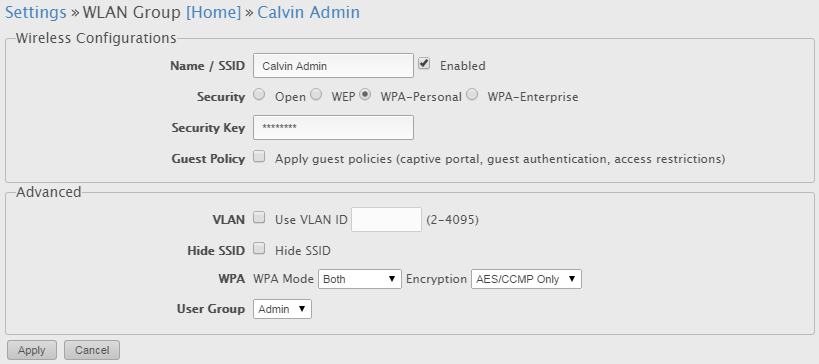 Settings » WLAN Group [Home] » Calvin Admin
Wireless Configurations
Name / SSID Calvin Admin Enabled
Security Open WEP WPA-Personal WPA-Enterprise
Security Key ********
Guest Policy Apply guest policies (captive portal, guest authentication, access restrictions)
Advanced
VLAN Use VLAN ID (2-4095)
Hide SSID Hide SSID
WPA WPA Mode Both Encryption AES/CCMP Only
User Group Admin
Apply Cancel